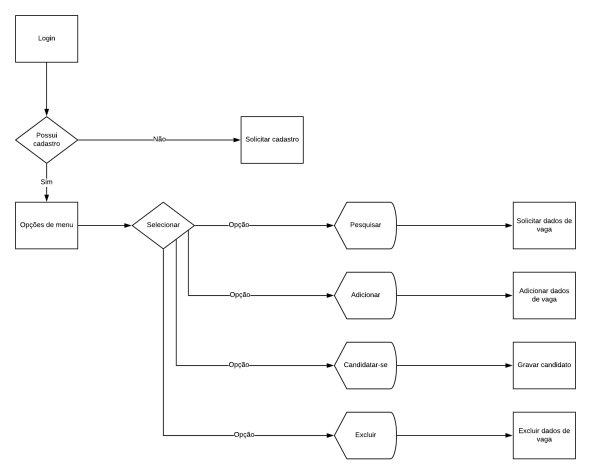 Login
Possui
cadastro
Não
Solicitar cadastro
Sim
Opções de menu
Selecionar
Opção
Pesquisar
Solicitar dados de
vaga
Opção
Adicionar
Adicionar dados
de vaga
Opção
Candidatar-se
Gravar candidato
Opção
Excluir
Excluir dados de
vaga